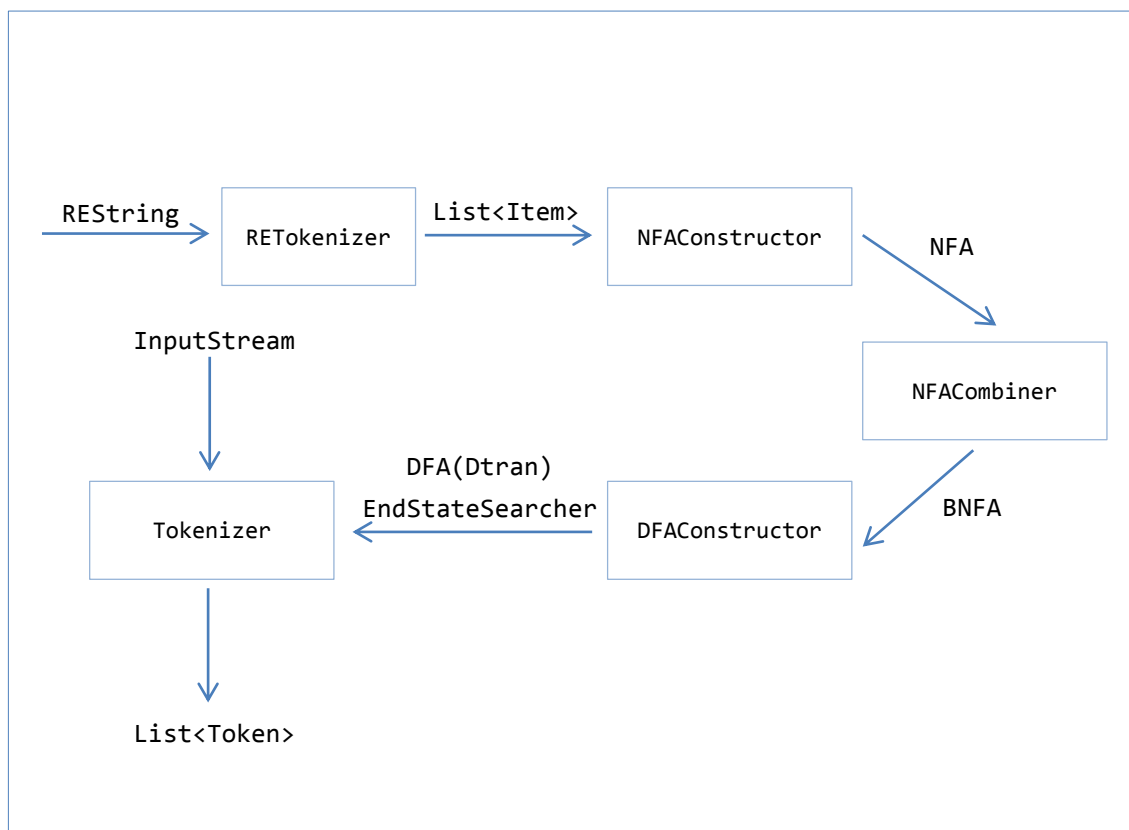 REString
RETokenizer
List<Item>
NFAConstructor
NFA
InputStream
NFACombiner
DFA(Dtran)
EndStateSearcher
BNFA
Tokenizer
DFAConstructor
List<Token>